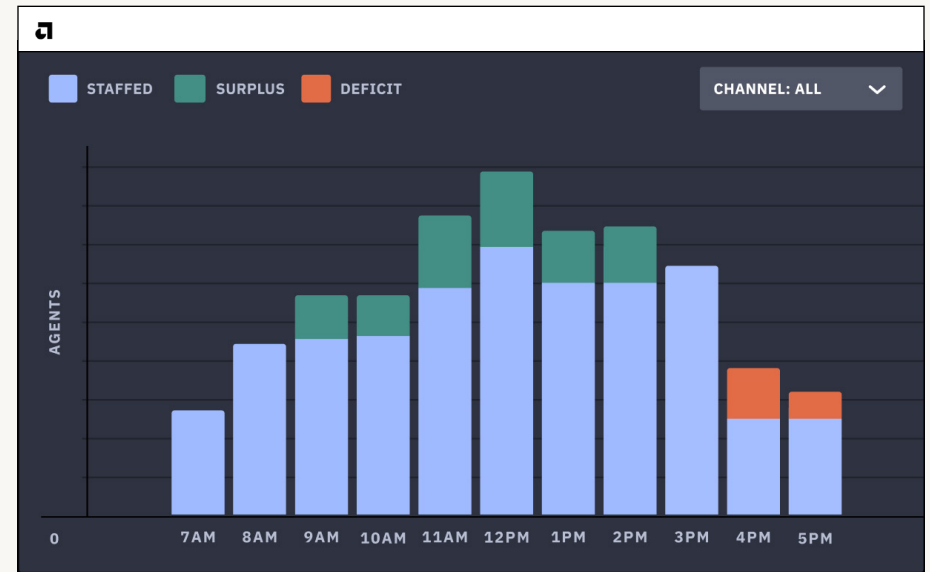 STAFFED SURPLUS DEFICIT
CHANNEL: ALL
AGENTS
0 7AM 8AM 9AM 10AM 11AM 12PM 1PM 2PM 3PM 4PM 5PM